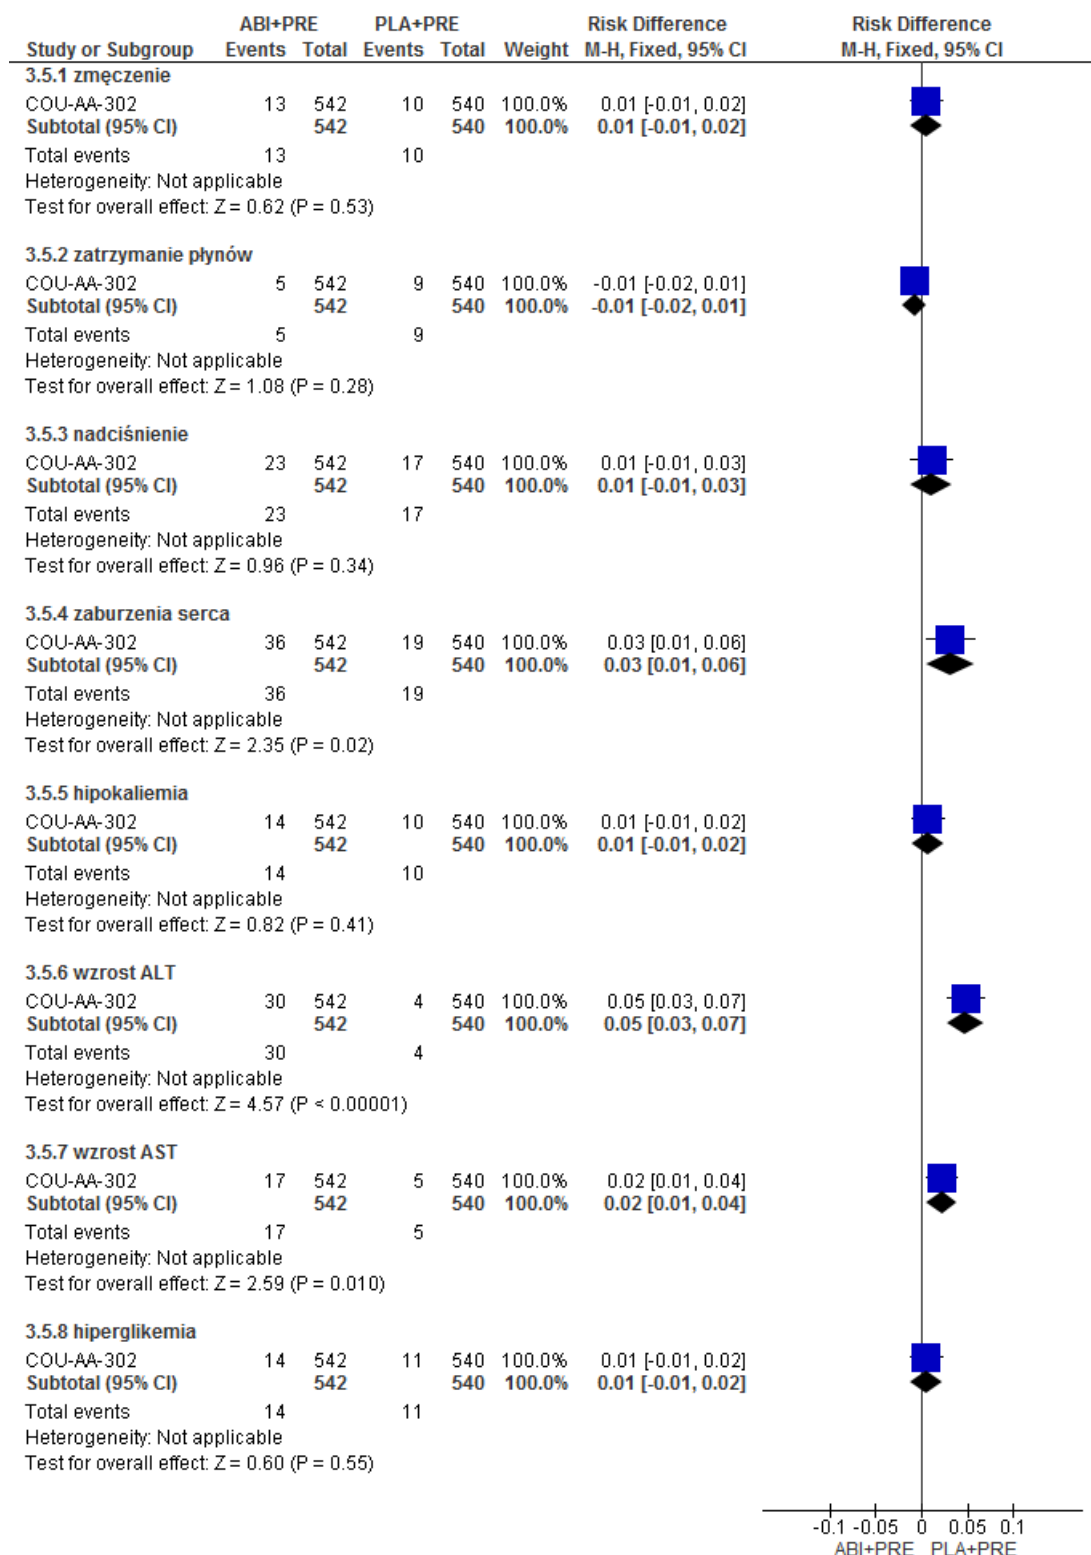 ABI+PRE PLA+PRE Risk Difference Risk Difference
Study or Subgroup Events Total Events Total Weight M-H, Fixed, 95% CI M-H, Fixed, 95% CI
3.5.1 zmęczenie
COU-AA-302 13 542 10 540 100.0% 0.01 [-0.01, 0.02]
Subtotal (95% CI) 542 540 100.0% 0.01 [-0.01, 0.02]
Total events 13 10
Heterogeneity: Not applicable
Test for overall effect: Z = 0.62 (P = 0.53)
3.5.2 zatrzymanie płynów
COU-AA-302 5 542 9 540 100.0% -0.01 [-0.02, 0.01]
Subtotal (95% CI) 542 540 100.0% -0.01 [-0.02, 0.01]
Total events 5 9
Heterogeneity: Not applicable
Test for overall effect: Z = 1.08 (P = 0.28)
3.5.3 nadciśnienie
COU-AA-302 23 542 17 540 100.0% 0.01 [-0.01, 0.03]
Subtotal (95% CI) 542 540 100.0% 0.01 [-0.01, 0.03]
Total events 23 17
Heterogeneity: Not applicable
Test for overall effect: Z = 0.96 (P = 0.34)
3.5.4 zaburzenia serca
COU-AA-302 36 542 19 540 100.0% 0.03 [0.01, 0.06]
Subtotal (95% CI) 542 540 100.0% 0.03 [0.01, 0.06]
Total events 36 19
Heterogeneity: Not applicable
Test for overall effect: Z = 2.35 (P = 0.02)
3.5.5 hipokaliemia
COU-AA-302 14 542 10 540 100.0% 0.01 [-0.01, 0.02]
Subtotal (95% CI) 542 540 100.0% 0.01 [-0.01, 0.02]
Total events 14 10
Heterogeneity: Not applicable
Test for overall effect: Z = 0.82 (P = 0.41)
3.5.6 wzrost ALT
COU-AA-302 30 542 4 540 100.0% 0.05 [0.03, 0.07]
Subtotal (95% CI) 542 540 100.0% 0.05 [0.03, 0.07]
Total events 30 4
Heterogeneity: Not applicable
Test for overall effect: Z = 4.57 (P < 0.00001)
3.5.7 wzrost AST
COU-AA-302 17 542 5 540 100.0% 0.02 [0.01, 0.04]
Subtotal (95% CI) 542 540 100.0% 0.02 [0.01, 0.04]
Total events 17 5
Heterogeneity: Not applicable
Test for overall effect: Z = 2.59 (P = 0.010)
3.5.8 hiperglikemia
COU-AA-302 14 542 11 540 100.0% 0.01 [-0.01, 0.02]
Subtotal (95% CI) 542 540 100.0% 0.01 [-0.01, 0.02]
Total events 14 11
Heterogeneity: Not applicable
Test for overall effect: Z = 0.60 (P = 0.55)
-0.1 -0.05 0 0.05 0.1
ABI+PRE PLA+PRE